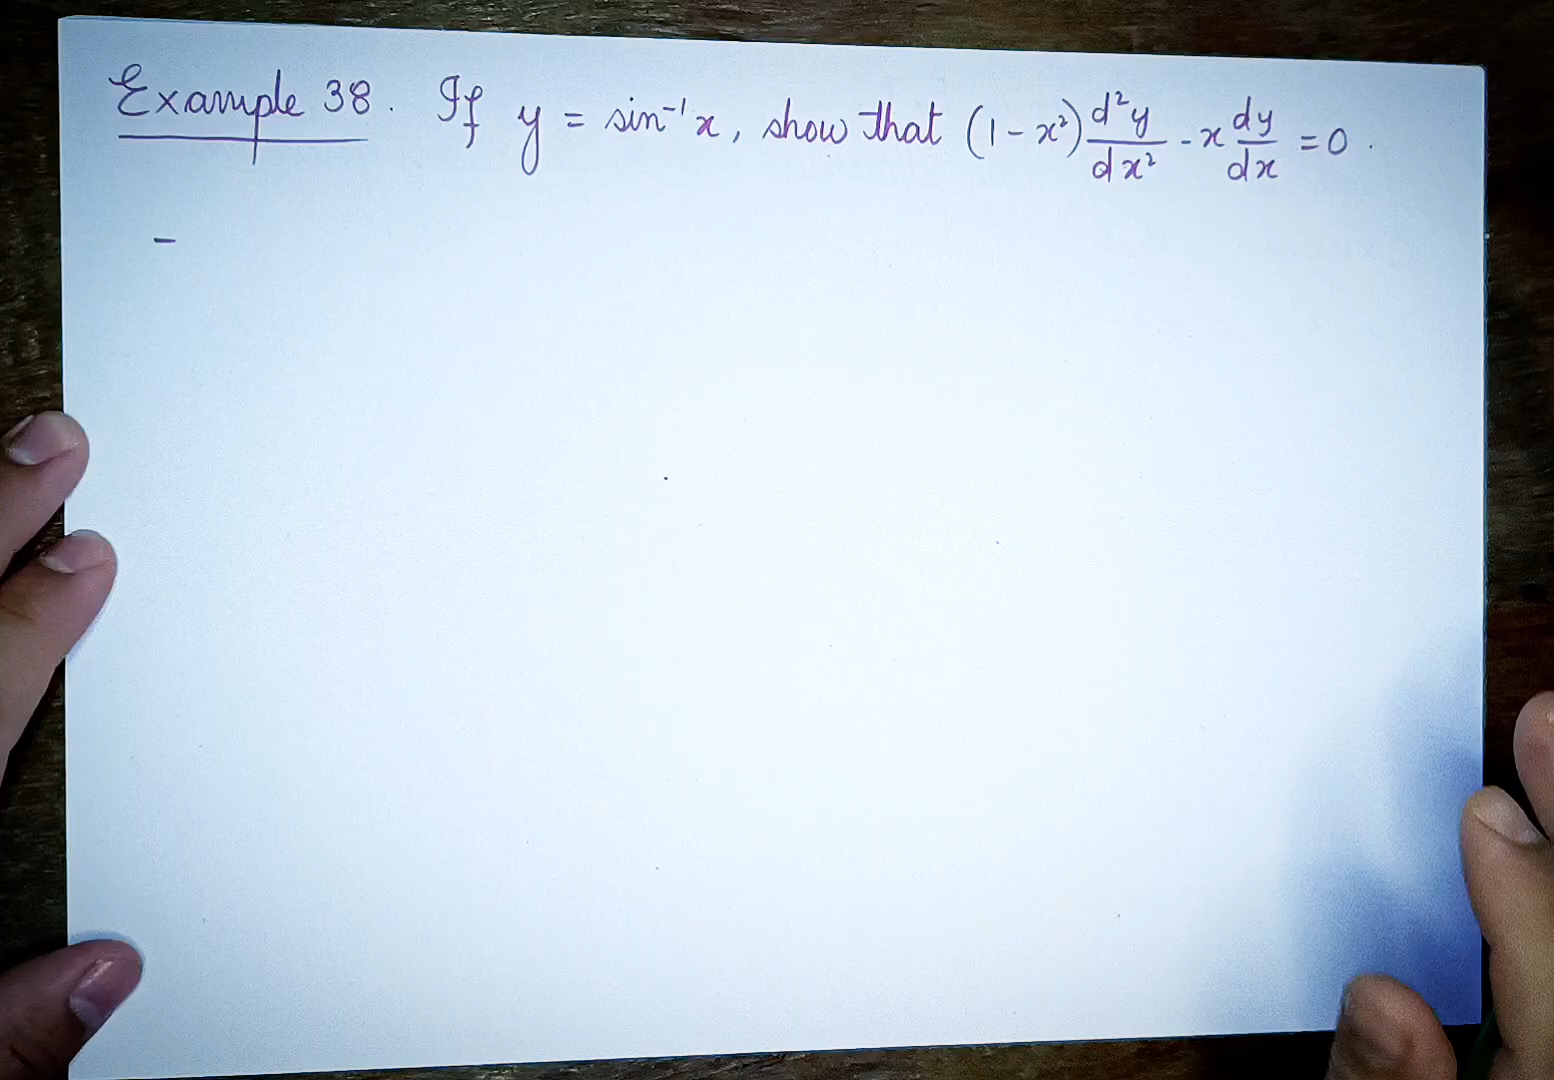 Example 38. If y = sin⁻¹x, show that (1 - x²) d²y/dx² - x dy/dx = 0.
-